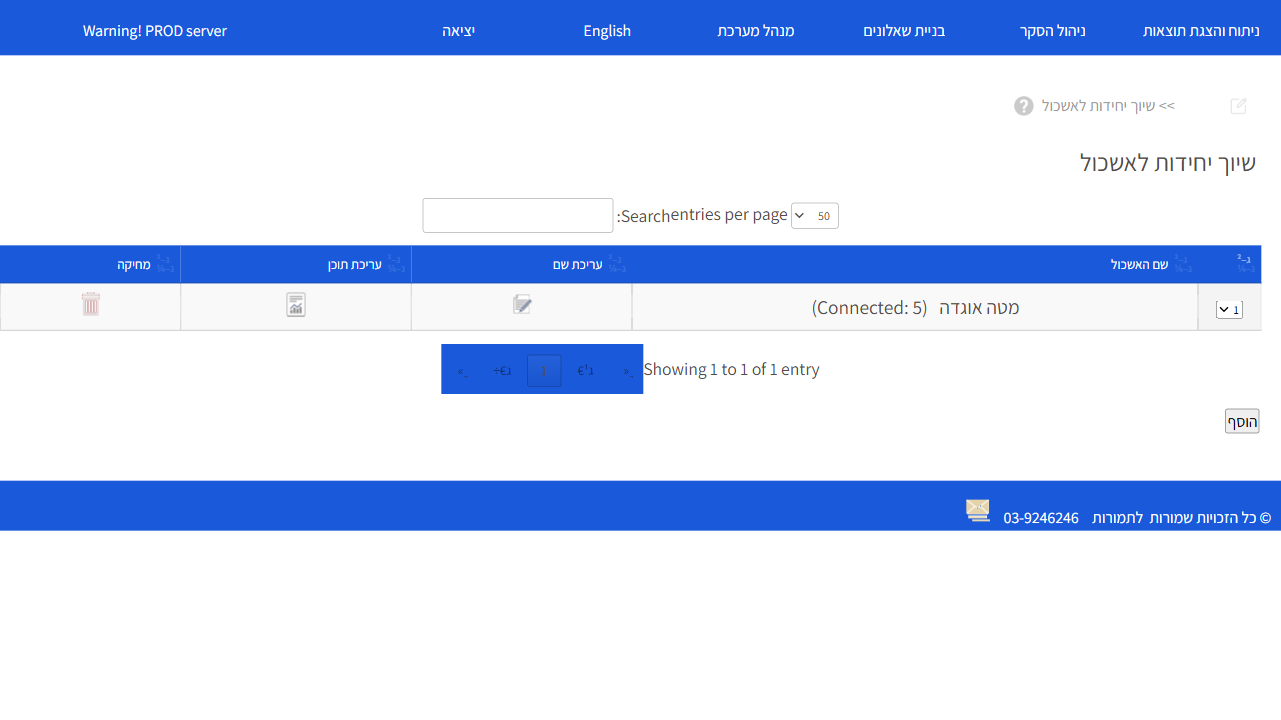 ניתוח והצגת תוצאות ניהול הסקר בניית שאלונים מנהל מערכת English יציאה Warning! PROD server
>> שיוך יחידות לאשכול ?
שיוך יחידות לאשכול
50 entries per page Search:
שם האשכול עריכת שם עריכת תוכן מחיקה
1 מטה אוגדה (Connected: 5)
Showing 1 to 1 of 1 entry 1
הוסף
© כל הזכויות שמורות לתמורות 03-9246246